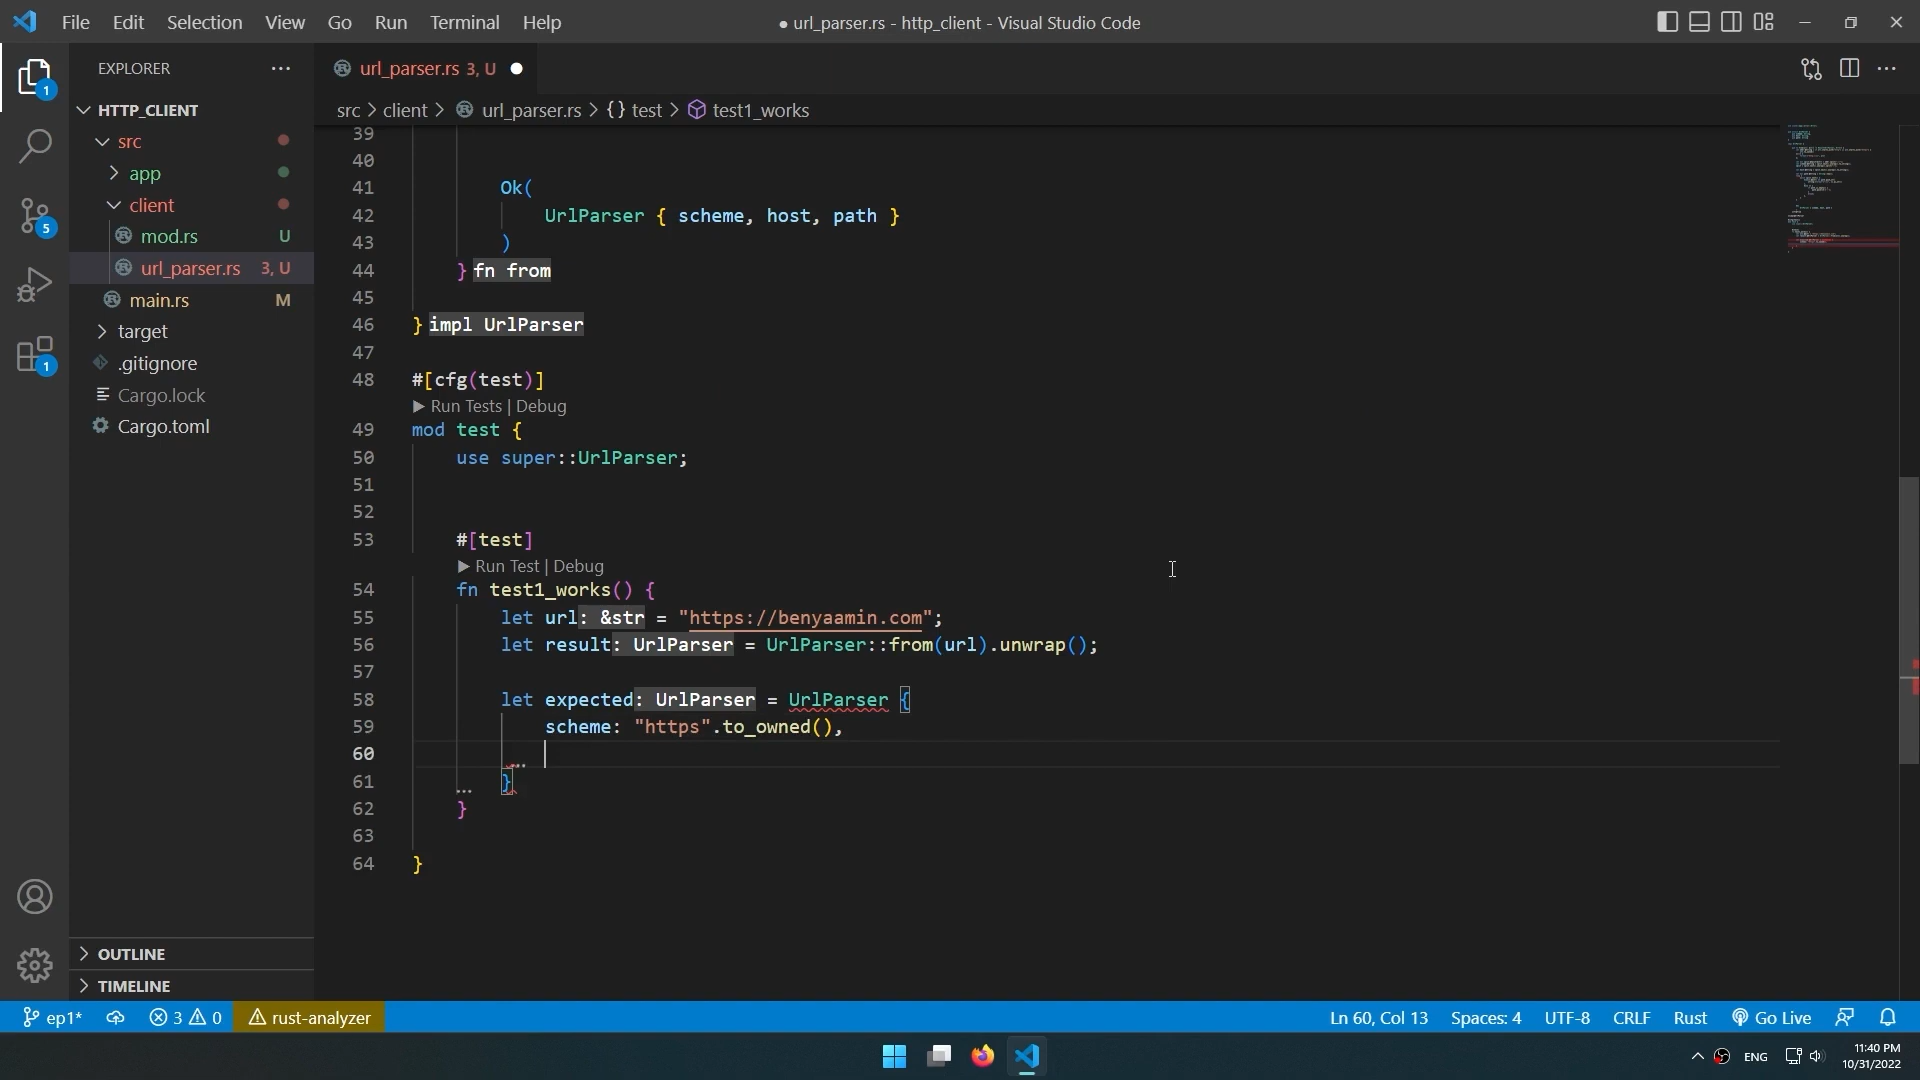 File Edit Selection View Go Run Terminal Help
● url_parser.rs - http_client - Visual Studio Code
EXPLORER
url_parser.rs 3, U
HTTP_CLIENT
src > client > url_parser.rs > {} test > test1_works
src
app
client
mod.rs U
url_parser.rs 3, U
main.rs M
target
.gitignore
Cargo.lock
Cargo.toml
1
5
1
39
40
41 Ok(
42 UrlParser { scheme, host, path }
43 )
44 } fn from
45
46 } impl UrlParser
47
48 #[cfg(test)]
▶ Run Tests | Debug
49 mod test {
50 use super::UrlParser;
51
52
53 #[test]
▶ Run Test | Debug
54 fn test1_works() {
55 let url: &str = "https://benyaamin.com";
56 let result: UrlParser = UrlParser::from(url).unwrap();
57
58 let expected: UrlParser = UrlParser {
59 scheme: "https".to_owned(),
60
61 }
62 }
63
64 }
OUTLINE
TIMELINE
ep1* 3 0 rust-analyzer
Ln 60, Col 13 Spaces: 4 UTF-8 CRLF Rust Go Live
ENG
11:40 PM
10/31/2022